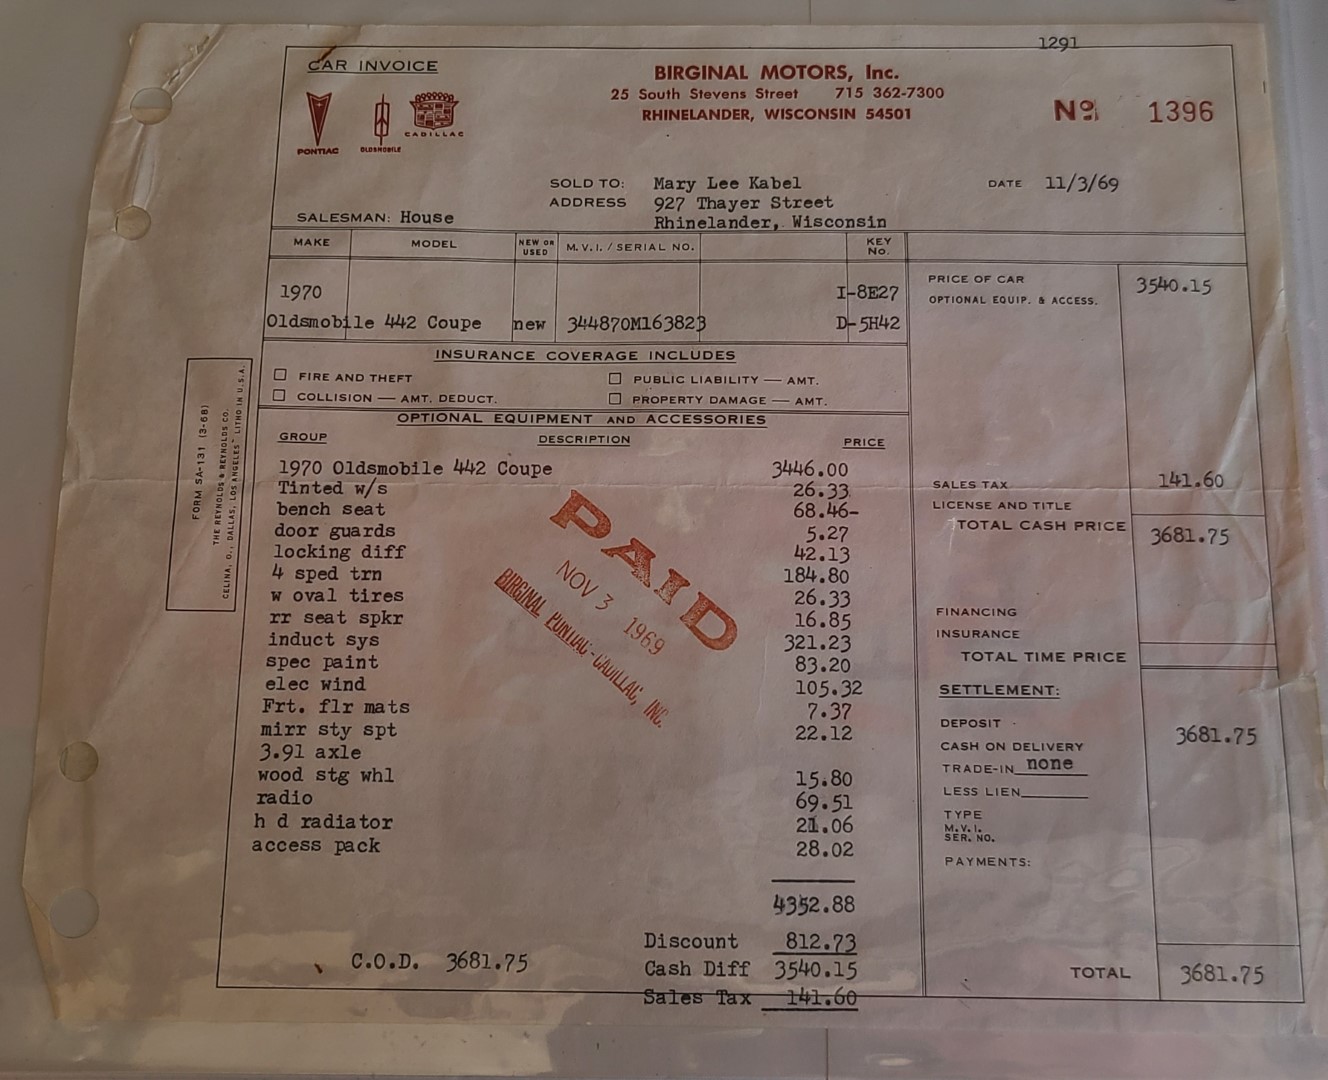 1291
CAR INVOICE
BIRGINAL MOTORS, Inc.
25 South Stevens Street 715 362-7300
RHINELANDER, WISCONSIN 54501
No 1396
PONTIAC
OLDSMOBILE
CADILLAC
SOLD TO: Mary Lee Kabel
DATE 11/3/69
ADDRESS 927 Thayer Street
Rhinelander, Wisconsin
SALESMAN: House
MAKE MODEL NEW OR USED M.V.I. / SERIAL NO. KEY No.
1970 I-8E27
Oldsmobile 442 Coupe new 344870M163823 D-5H42
INSURANCE COVERAGE INCLUDES
FIRE AND THEFT PUBLIC LIABILITY — AMT.
COLLISION — AMT. DEDUCT. PROPERTY DAMAGE — AMT.
OPTIONAL EQUIPMENT AND ACCESSORIES
GROUP DESCRIPTION PRICE
1970 Oldsmobile 442 Coupe 3446.00
Tinted w/s 26.33
bench seat 68.46-
door guards 5.27
locking diff 42.13
4 sped trn 184.80
w oval tires 26.33
rr seat spkr 16.85
induct sys 321.23
spec paint 83.20
elec wind 105.32
Frt. flr mats 7.37
mirr sty spt 22.12
3.91 axle
wood stg whl 15.80
radio 69.51
h d radiator 21.06
access pack 28.02
4352.88
Discount 812.73
C.O.D. 3681.75
Cash Diff 3540.15
Sales Tax 141.60
PAID
NOV 3 1969
BIRGINAL PONTIAC-CADILLAC, INC.
PRICE OF CAR 3540.15
OPTIONAL EQUIP. & ACCESS.
SALES TAX 141.60
LICENSE AND TITLE
TOTAL CASH PRICE 3681.75
FINANCING
INSURANCE
TOTAL TIME PRICE
SETTLEMENT:
DEPOSIT
3681.75
CASH ON DELIVERY
TRADE-IN none
LESS LIEN
TYPE
M.V.I.
SER. NO.
PAYMENTS:
TOTAL 3681.75
FORM SA-131 (3-68)
THE REYNOLDS & REYNOLDS CO.
CELINA, O.; DALLAS, LOS ANGELES LITHO IN U.S.A.